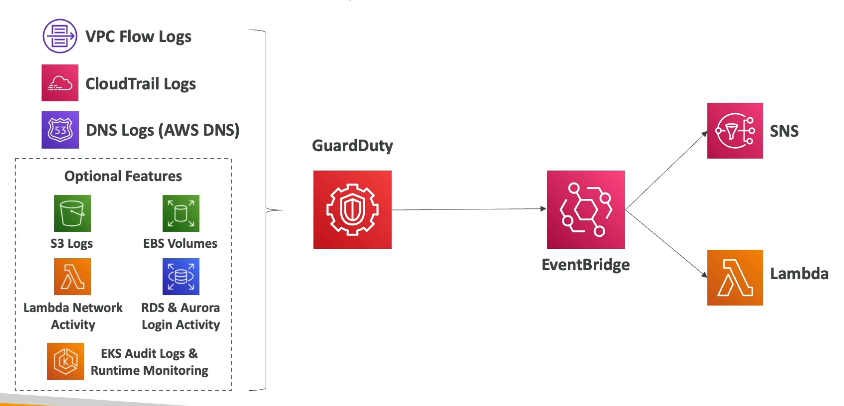 VPC Flow Logs
CloudTrail Logs
53
DNS Logs (AWS DNS)
Optional Features
S3 Logs
EBS Volumes
Lambda Network
Activity
RDS & Aurora
Login Activity
K
EKS Audit Logs &
Runtime Monitoring
GuardDuty
EventBridge
SNS
Lambda